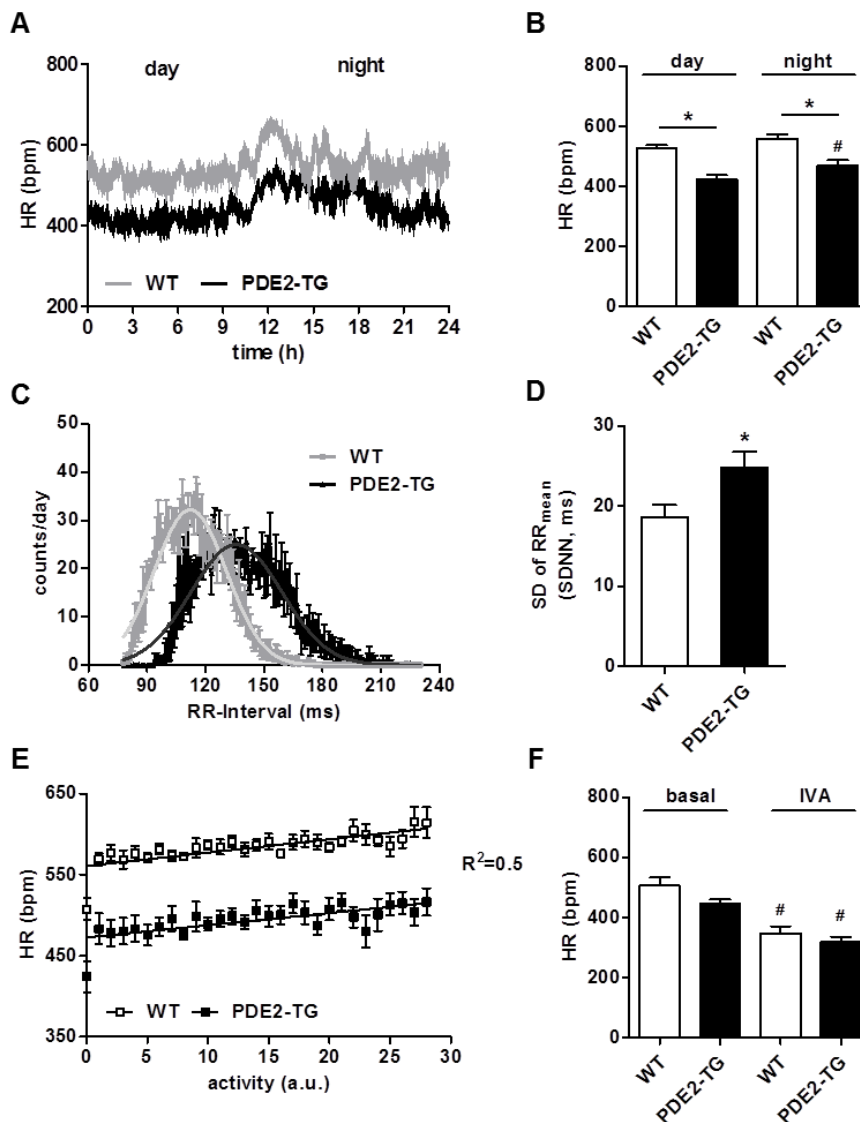 A
800
600
400
200
HR (bpm)
day
night
WT
PDE2-TG
0 3 6 9 12 15 18 21 24
time (h)
B
800
600
400
200
0
HR (bpm)
day
night
*
*
#
WT
PDE2-TG
WT
PDE2-TG
C
50
40
30
20
10
0
counts/day
WT
PDE2-TG
60 90 120 150 180 210 240
RR-Interval (ms)
D
30
20
10
0
SD of RRmean
(SDNN, ms)
*
WT
PDE2-TG
E
650
550
450
350
HR (bpm)
R²=0.5
WT
PDE2-TG
0 5 10 15 20 25 30
activity (a.u.)
F
800
600
400
200
0
HR (bpm)
basal
IVA
#
#
WT
PDE2-TG
WT
PDE2-TG